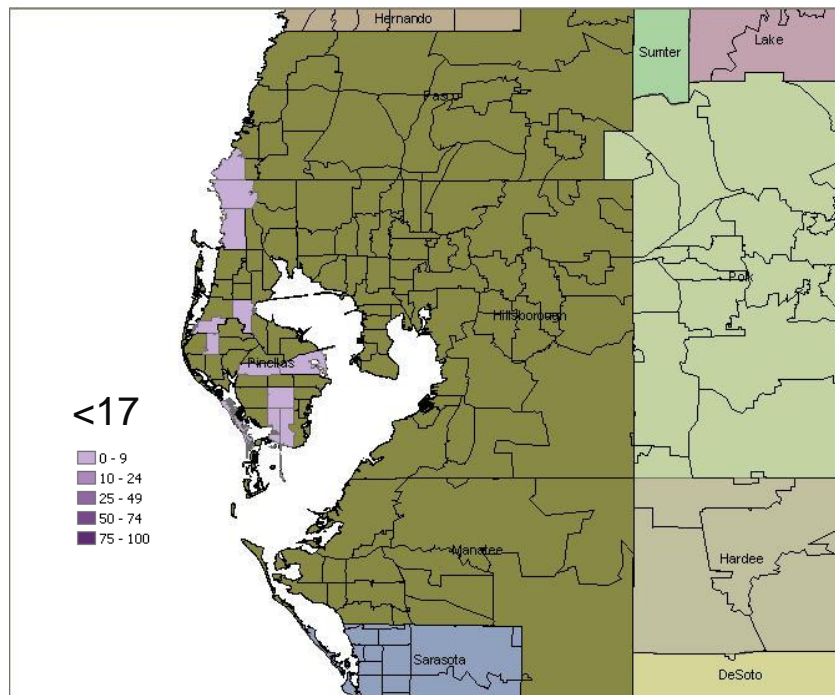 Hernando
Lake
Sumter
Pasco
Polk
Hillsborough
Pinellas
<17
0 - 9
10 - 24
25 - 49
50 - 74
75 - 100
Manatee
Hardee
Sarasota
DeSoto